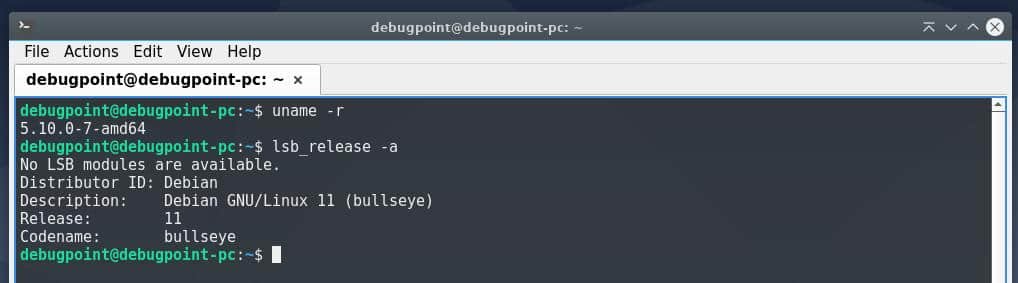 debugpoint@debugpoint-pc: ~
File Actions Edit View Help
debugpoint@debugpoint-pc: ~ ×
debugpoint@debugpoint-pc:~$ uname -r
5.10.0-7-amd64
debugpoint@debugpoint-pc:~$ lsb_release -a
No LSB modules are available.
Distributor ID: Debian
Description:    Debian GNU/Linux 11 (bullseye)
Release:        11
Codename:       bullseye
debugpoint@debugpoint-pc:~$